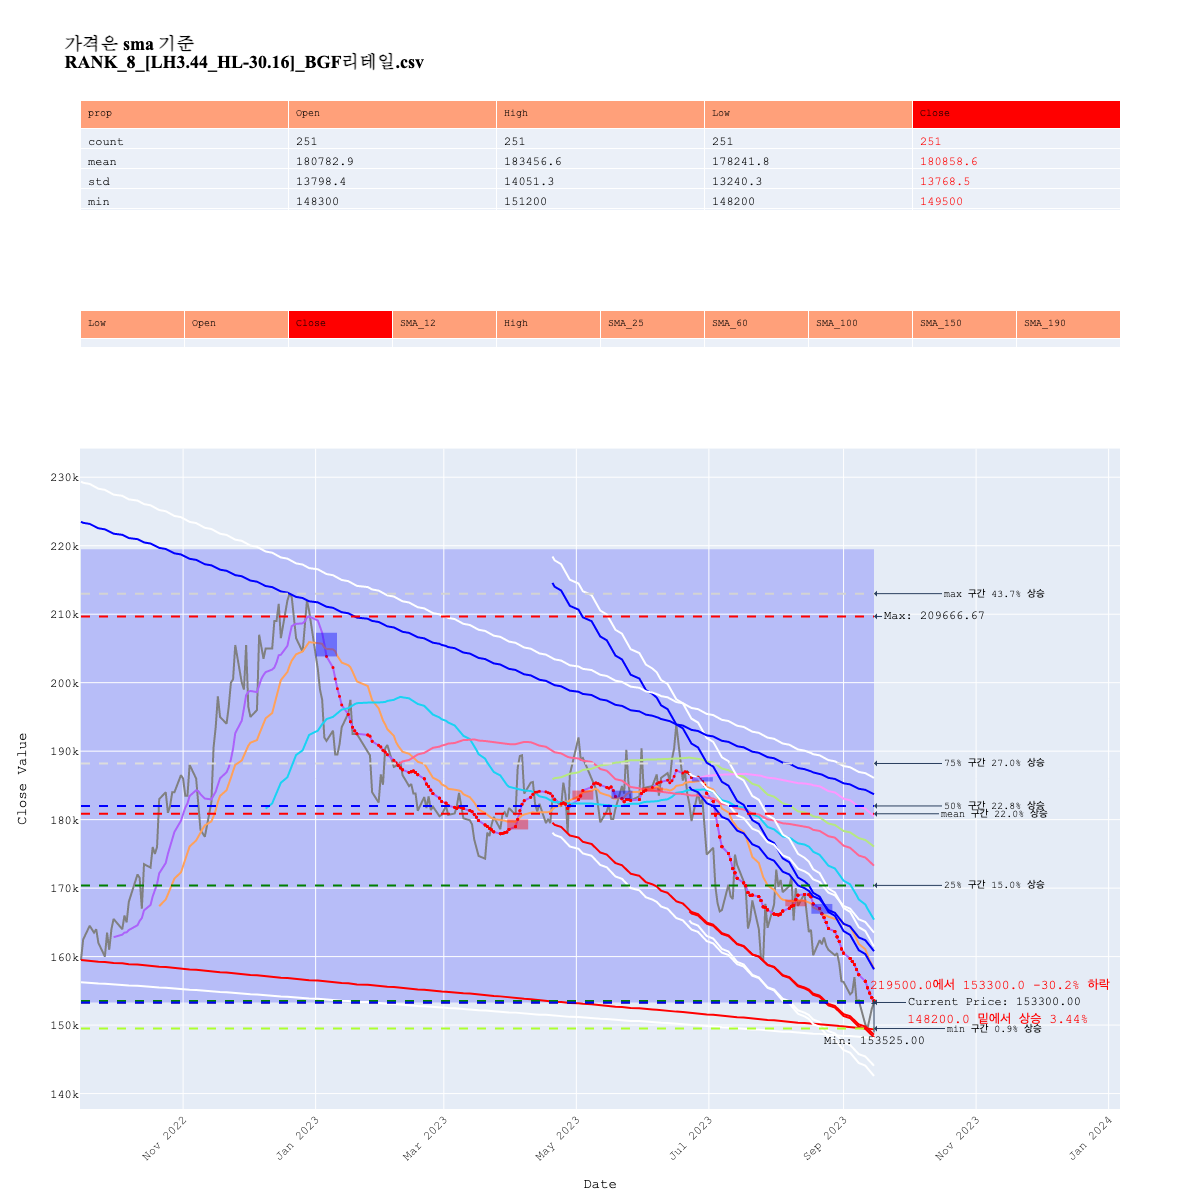 가격은 sma 기준
RANK_8_[LH3.44_HL-30.16]_BGF리테일.csv
prop Open High Low Close
count 251 251 251 251
mean 180782.9 183456.6 178241.8 180858.6
std 13798.4 14051.3 13240.3 13768.5
min 148300 151200 148200 149500
Low Open Close SMA_12 High SMA_25 SMA_60 SMA_100 SMA_150 SMA_190
230k
220k
210k
200k
190k
180k
170k
160k
150k
140k
Close Value
max 구간 43.7% 상승
Max: 209666.67
75% 구간 27.0% 상승
50% 구간 22.8% 상승
mean 구간 22.0% 상승
25% 구간 15.0% 상승
219500.0에서 153300.0 -30.2% 하락
Current Price: 153300.00
148200.0 밑에서 상승 3.44%
min 구간 0.9% 상승
Min: 153525.00
Nov 2022
Jan 2023
Mar 2023
May 2023
Jul 2023
Sep 2023
Nov 2023
Jan 2024
Date